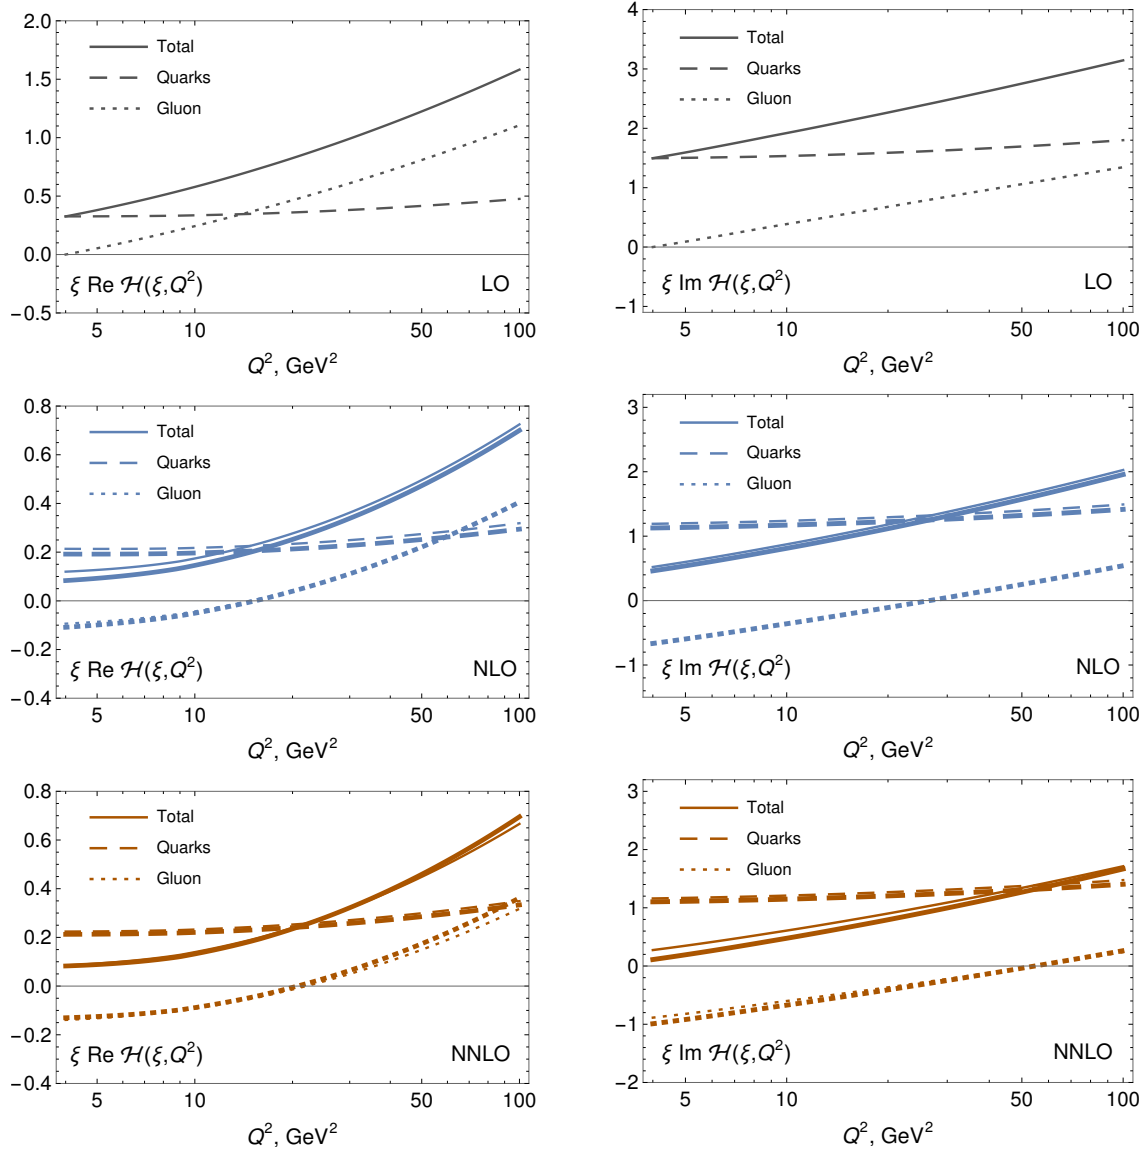 2.0
1.5
1.0
0.5
0.0
−0.5
Total
Quarks
Gluon
ξ Re ℋ(ξ,Q²)
LO
5
10
50
100
Q², GeV²
4
3
2
1
0
−1
Total
Quarks
Gluon
ξ Im ℋ(ξ,Q²)
LO
5
10
50
100
Q², GeV²
0.8
0.6
0.4
0.2
0.0
−0.2
−0.4
Total
Quarks
Gluon
ξ Re ℋ(ξ,Q²)
NLO
5
10
50
100
Q², GeV²
3
2
1
0
−1
Total
Quarks
Gluon
ξ Im ℋ(ξ,Q²)
NLO
5
10
50
100
Q², GeV²
0.8
0.6
0.4
0.2
0.0
−0.2
−0.4
Total
Quarks
Gluon
ξ Re ℋ(ξ,Q²)
NNLO
5
10
50
100
Q², GeV²
3
2
1
0
−1
−2
Total
Quarks
Gluon
ξ Im ℋ(ξ,Q²)
NNLO
5
10
50
100
Q², GeV²